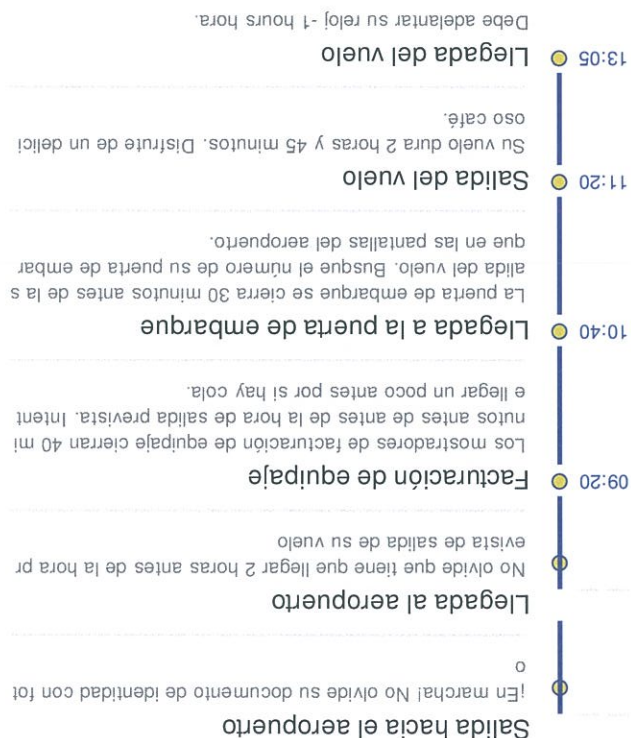 Salida hacia el aeropuerto
¡En marcha! No olvide su documento de identidad con fot
o
Llegada al aeropuerto
No olvide que tiene que llegar 2 horas antes de la hora pr
evista de salida de su vuelo
09:20 Facturación de equipaje
Los mostradores de facturación de equipaje cierran 40 mi
nutos antes de antes de la hora de salida prevista. Intent
e llegar un poco antes por si hay cola.
10:40 Llegada a la puerta de embarque
La puerta de embarque se cierra 30 minutos antes de la s
alida del vuelo. Busque el número de su puerta de embar
que en las pantallas del aeropuerto.
11:20 Salida del vuelo
Su vuelo dura 2 horas y 45 minutos. Disfrute de un delici
oso café.
13:05 Llegada del vuelo
Debe adelantar su reloj -1 hours hora.